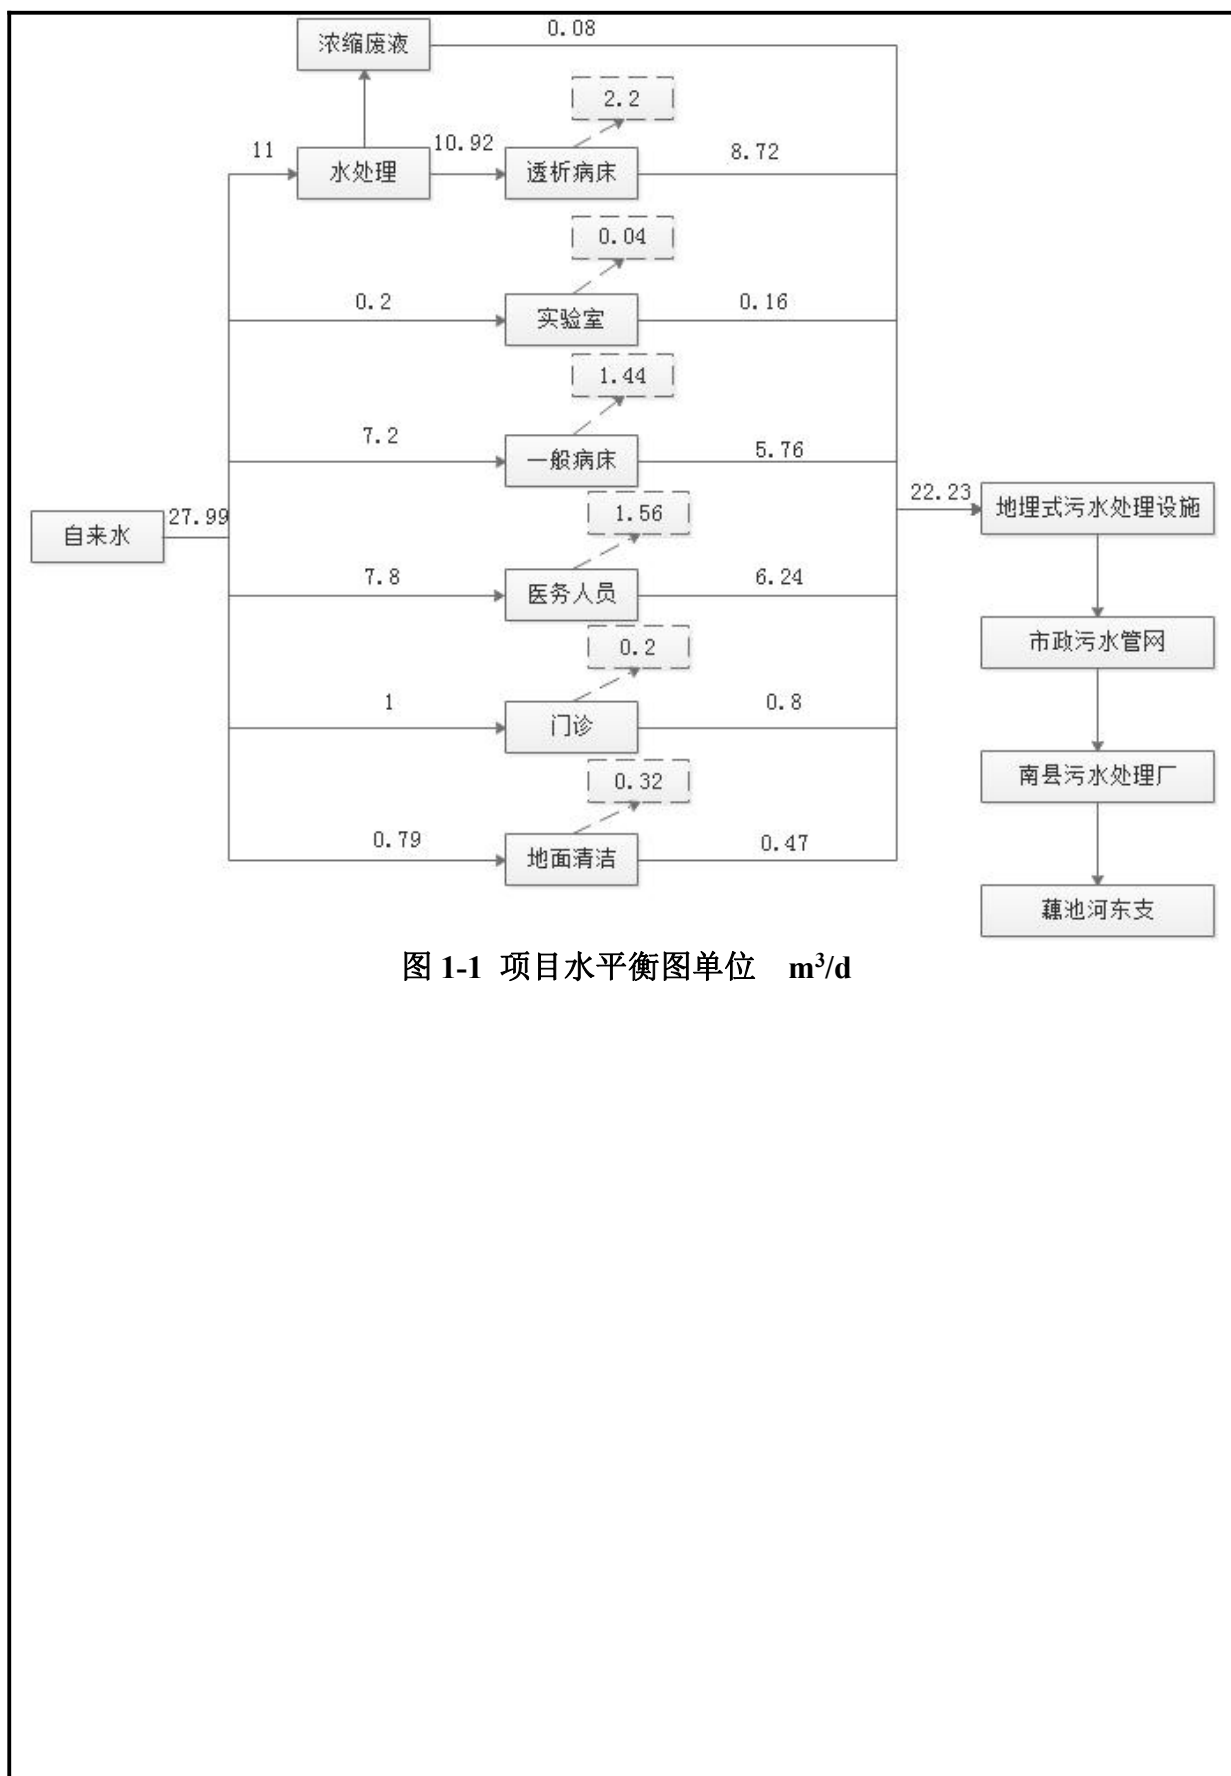 浓缩废液
0.08
2.2
11
水处理
10.92
透析病床
8.72
0.04
0.2
实验室
0.16
1.44
7.2
一般病床
5.76
自来水
27.99
1.56
22.23
地埋式污水处理设施
7.8
医务人员
6.24
0.2
市政污水管网
1
门诊
0.8
0.32
南县污水处理厂
0.79
地面清洁
0.47
藕池河东支
图 1-1 项目水平衡图单位 m³/d